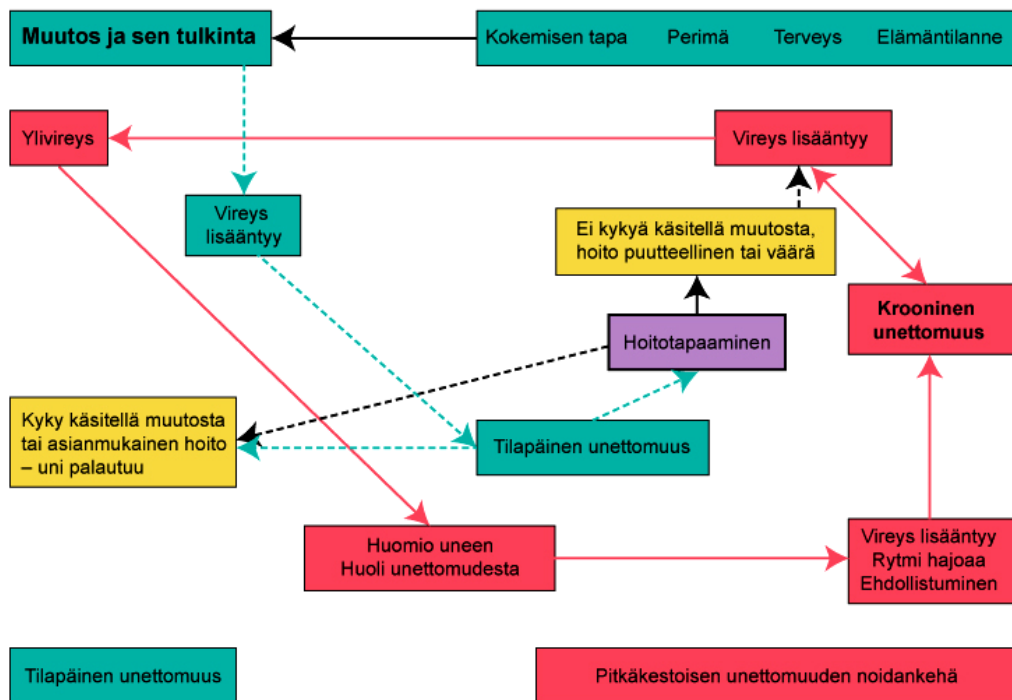 Muutos ja sen tulkinta
Kokemisen tapa Perimä Terveys Elämäntilanne
Ylivireys
Vireys lisääntyy
Vireys
lisääntyy
Ei kykyä käsitellä muutosta,
hoito puutteellinen tai väärä
Krooninen
unettomuus
Hoitotapaaminen
Kyky käsitellä muutosta
tai asianmukainen hoito
– uni palautuu
Tilapäinen unettomuus
Huomio uneen
Huoli unettomudesta
Vireys lisääntyy
Rytmi hajoaa
Ehdollistuminen
Tilapäinen unettomuus
Pitkäkestoisen unettomuuden noidankehä